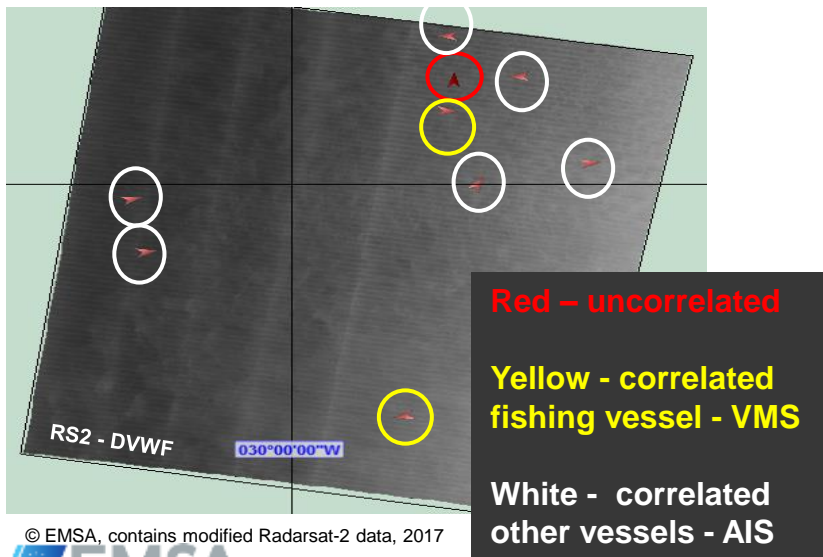 Red – uncorrelated
Yellow - correlated
fishing vessel - VMS
White - correlated
other vessels - AIS
RS2 - DVWF
030°00'00"W
© EMSA, contains modified Radarsat-2 data, 2017
EMSA